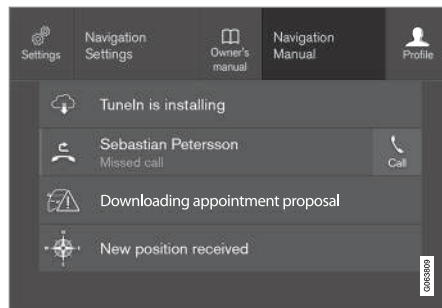 Settings
Navigation
Settings
Owner's
manual
Navigation
Manual
Profile
TuneIn is installing
Sebastian Petersson
Missed call
Call
Downloading appointment proposal
New position received
G063809